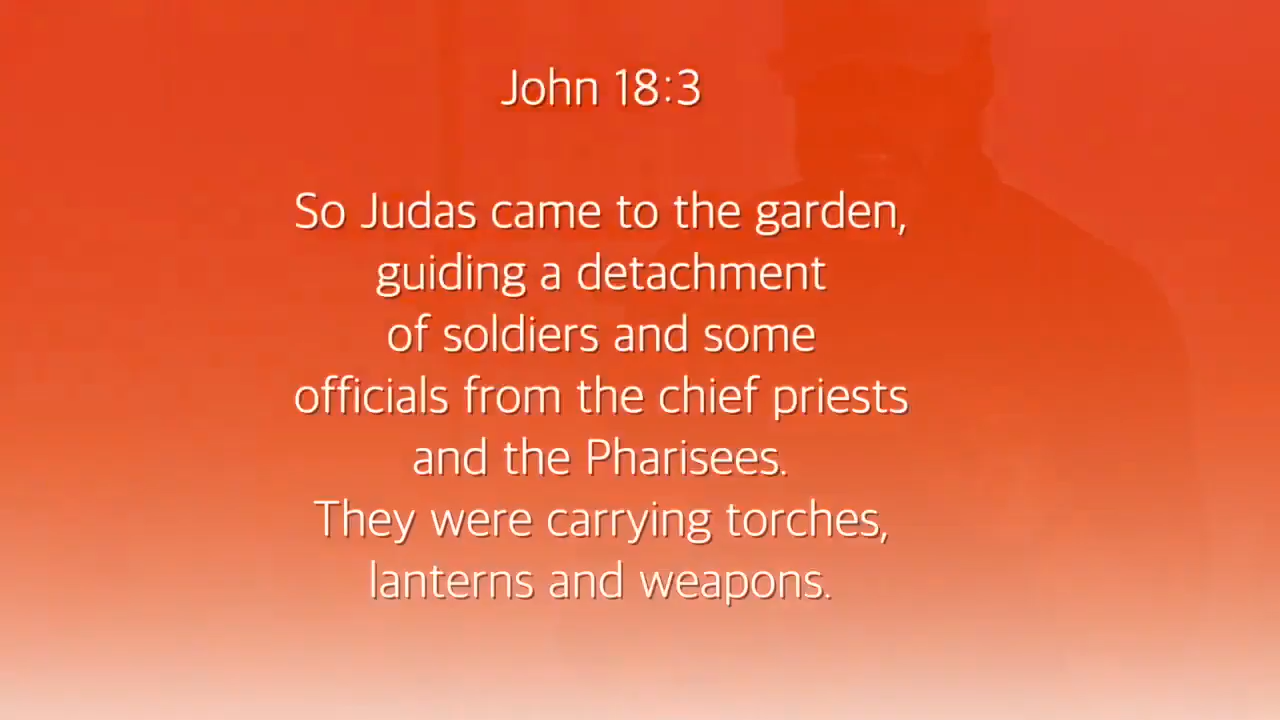 John 18:3
So Judas came to the garden,
guiding a detachment
of soldiers and some
officials from the chief priests
and the Pharisees.
They were carrying torches,
lanterns and weapons.